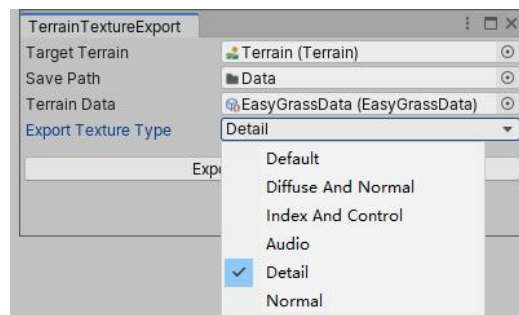 TerrainTextureExport
Target Terrain Terrain (Terrain)
Save Path Data
Terrain Data EasyGrassData (EasyGrassData)
Export Texture Type Detail
Default
Diffuse And Normal
Index And Control
Audio
Detail
Normal